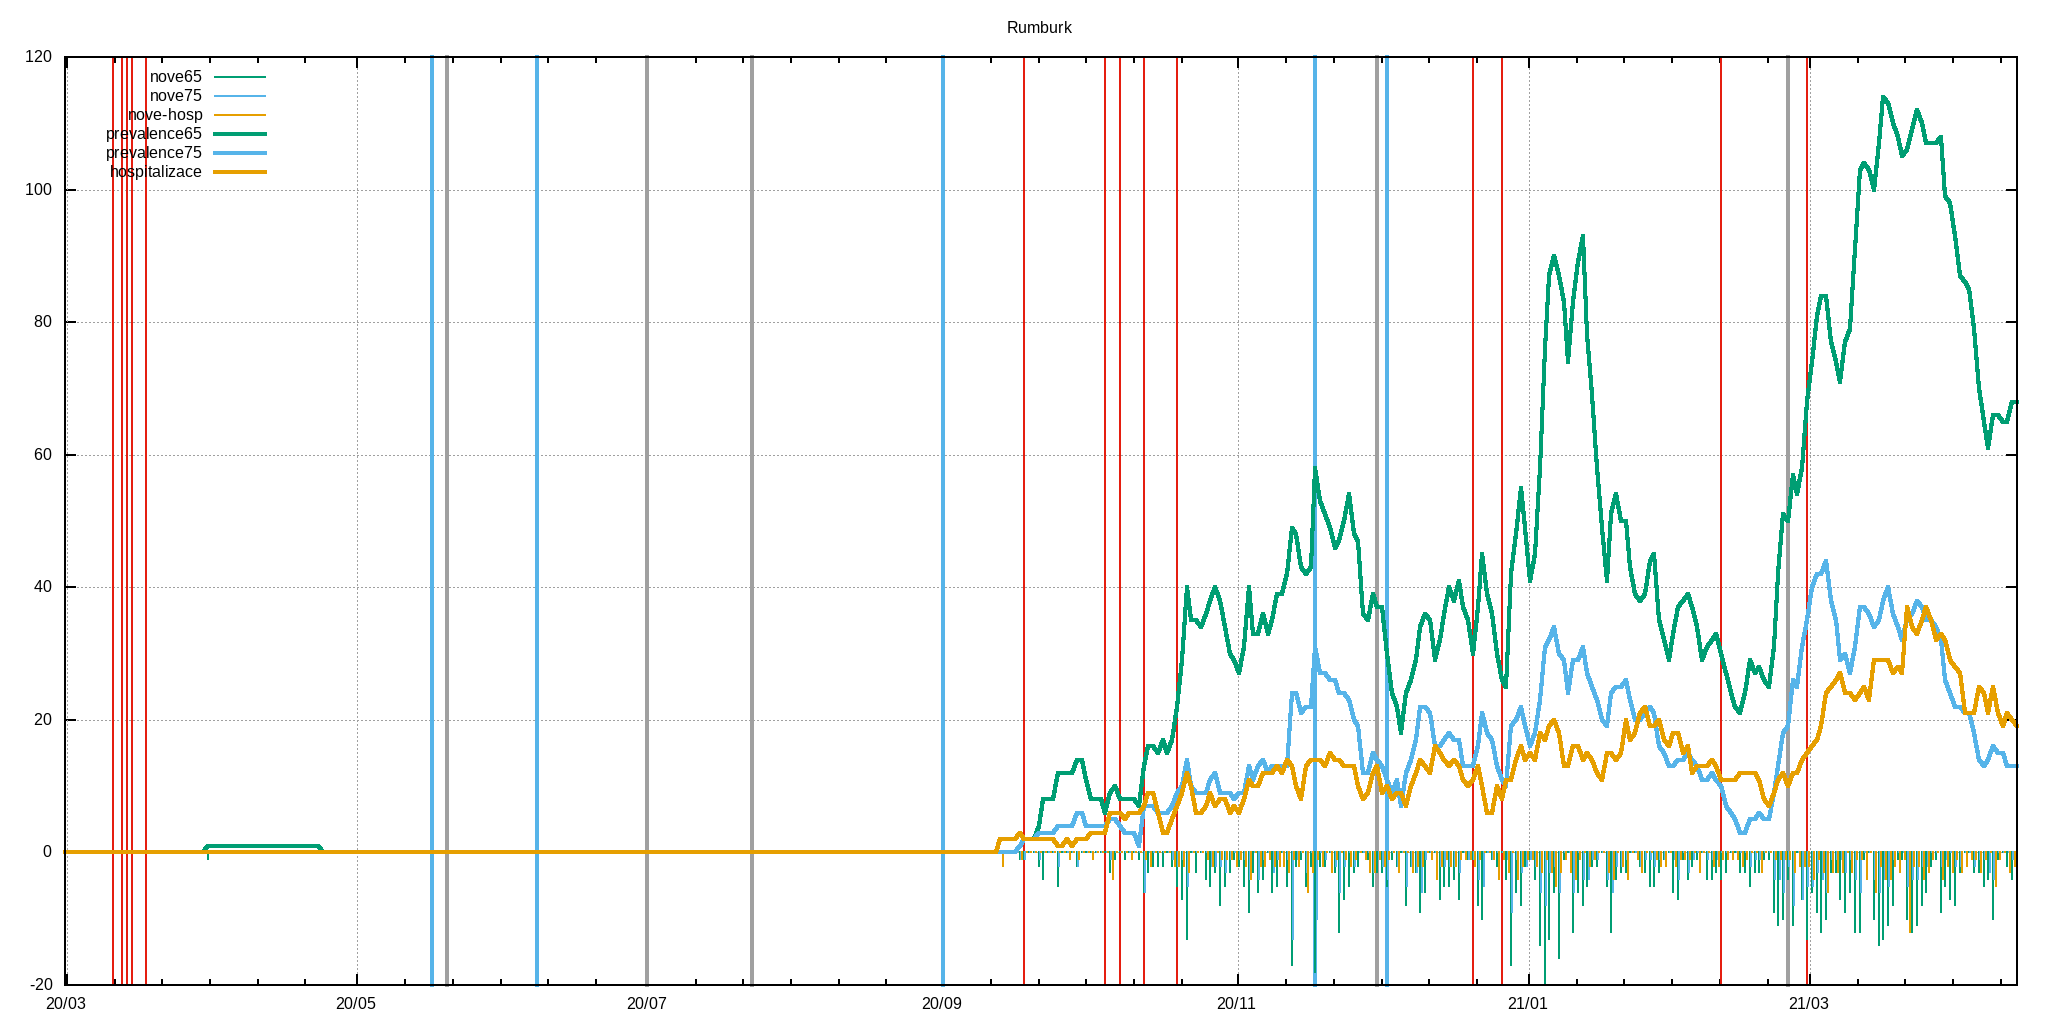 Rumburk
120
nove65
nove75
nove-hosp
prevalence65
prevalence75
hospitalizace
100
80
60
40
20
0
-20
20/03 20/05 20/07 20/09 20/11 21/01 21/03